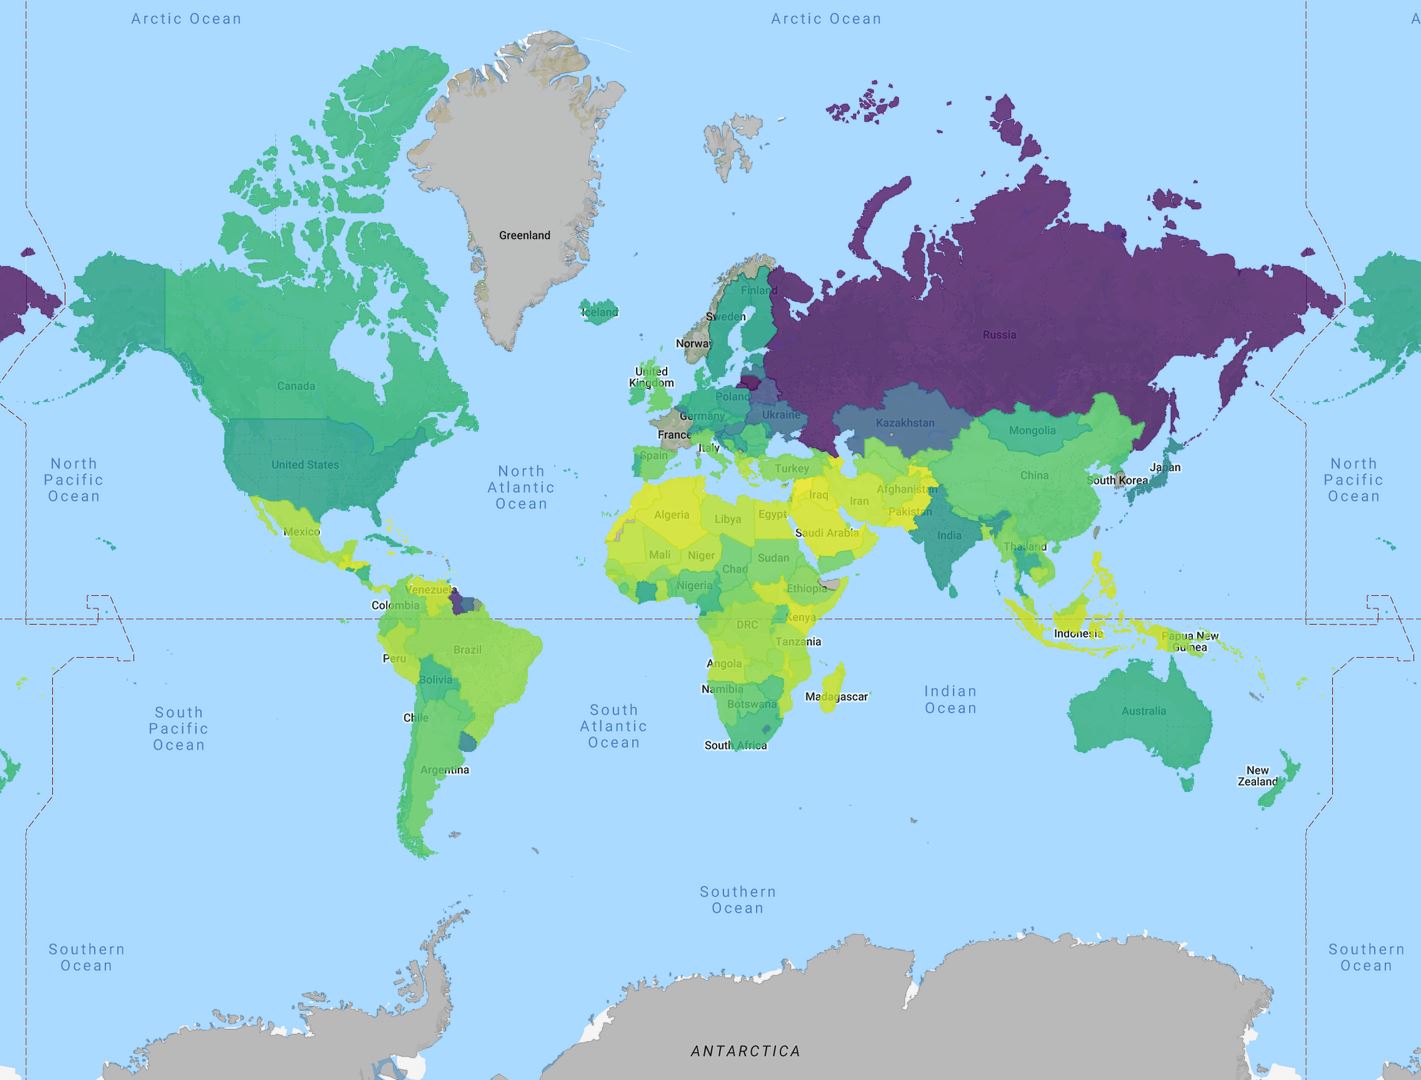 Arctic Ocean
Arctic Ocean
A
Greenland
Iceland
Finland
Sweden
Norway
Russia
Canada
United
Kingdom
Poland
Germany
Ukraine
Kazakhstan
France
Mongolia
Italy
Spain
Turkey
United States
North
Pacific
Ocean
North
Atlantic
Ocean
China
Japan
South Korea
North
Pacific
Ocean
Afghanistan
Iraq
Iran
Pakistan
Algeria
Libya
Egypt
Saudi Arabia
India
Mexico
Mali
Niger
Chad
Sudan
Thailand
Venezuela
Colombia
Nigeria
Ethiopia
DRC
Kenya
Tanzania
Indonesia
Papua New
Guinea
Brazil
Peru
Angola
Bolivia
Namibia
Botswana
Madagascar
Indian
Ocean
Australia
South
Pacific
Ocean
Chile
South
Atlantic
Ocean
South Africa
Argentina
New
Zealand
Southern
Ocean
Southern
Ocean
Southern
Ocean
ANTARCTICA